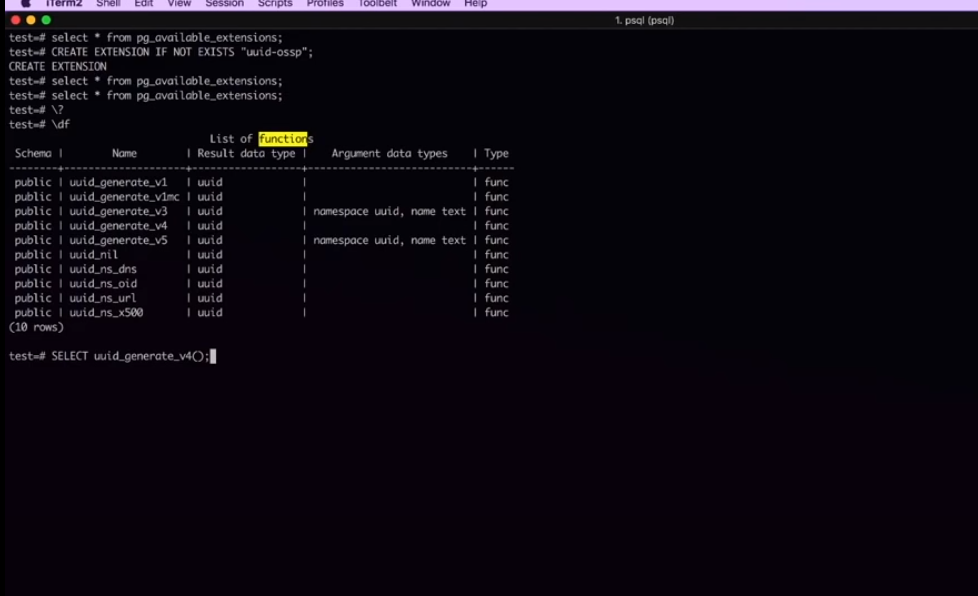 iTerm2 Shell Edit View Session Scripts Profiles Toolbelt Window Help
1. psql (psql)
test=# select * from pg_available_extensions;
test=# CREATE EXTENSION IF NOT EXISTS "uuid-ossp";
CREATE EXTENSION
test=# select * from pg_available_extensions;
test=# select * from pg_available_extensions;
test=# \?
test=# \df
List of functions
Schema | Name | Result data type | Argument data types | Type
--------+--------------------+------------------+---------------------------+------
public | uuid_generate_v1 | uuid | | func
public | uuid_generate_v1mc | uuid | | func
public | uuid_generate_v3 | uuid | namespace uuid, name text | func
public | uuid_generate_v4 | uuid | | func
public | uuid_generate_v5 | uuid | namespace uuid, name text | func
public | uuid_nil | uuid | | func
public | uuid_ns_dns | uuid | | func
public | uuid_ns_oid | uuid | | func
public | uuid_ns_url | uuid | | func
public | uuid_ns_x500 | uuid | | func
(10 rows)
test=# SELECT uuid_generate_v4();